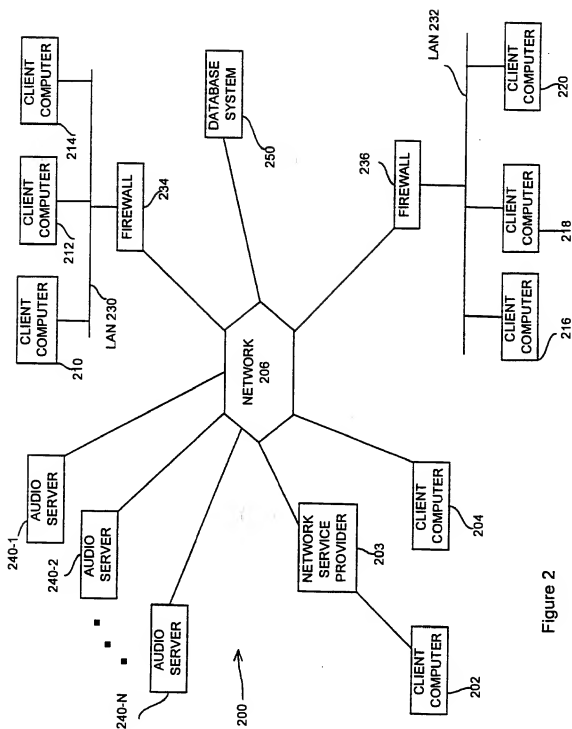 AUDIO
SERVER
240-1
AUDIO
SERVER
240-2
AUDIO
SERVER
240-N
200
CLIENT
COMPUTER
210
CLIENT
COMPUTER
212
CLIENT
COMPUTER
214
LAN 230
FIREWALL
234
NETWORK
206
DATABASE
SYSTEM
250
NETWORK
SERVICE
PROVIDER
203
CLIENT
COMPUTER
202
CLIENT
COMPUTER
204
FIREWALL
236
LAN 232
CLIENT
COMPUTER
216
CLIENT
COMPUTER
218
CLIENT
COMPUTER
220
Figure 2